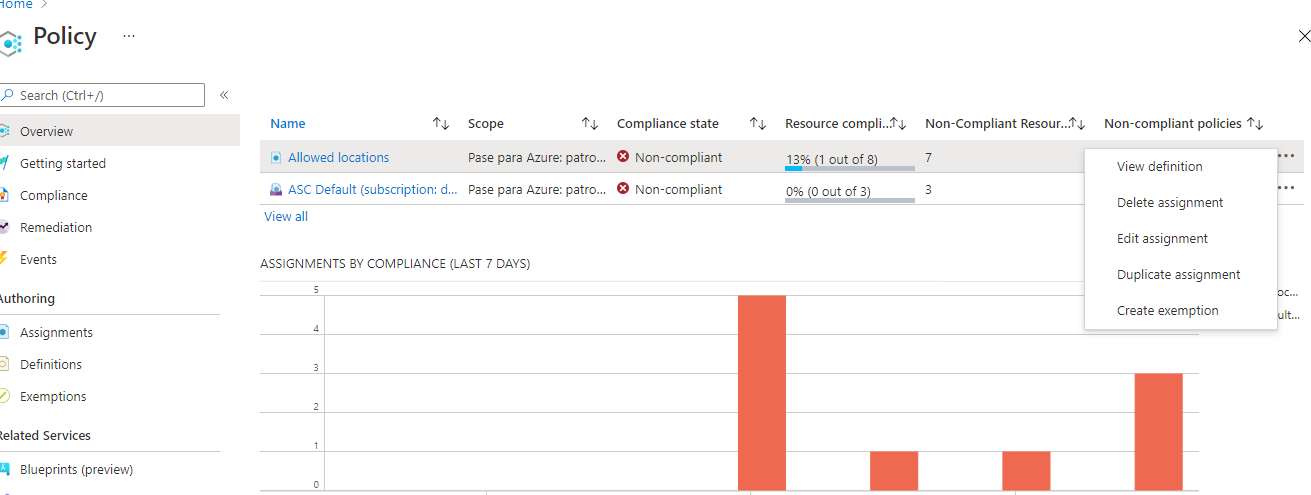 Home
Policy
...
Search (Ctrl+/)
«
Overview
Getting started
Compliance
Remediation
Events
Authoring
Assignments
Definitions
Exemptions
Related Services
Blueprints (preview)
Name Scope Compliance state Resource compli... Non-Compliant Resour... Non-compliant policies
Allowed locations Pase para Azure: patro... Non-compliant 13% (1 out of 8) 7 ...
ASC Default (subscription: d... Pase para Azure: patro... Non-compliant 0% (0 out of 3) 3 ...
View all
View definition
Delete assignment
Edit assignment
Duplicate assignment
Create exemption
ASSIGNMENTS BY COMPLIANCE (LAST 7 DAYS)
5
4
3
2
1
0
oc...
ult...